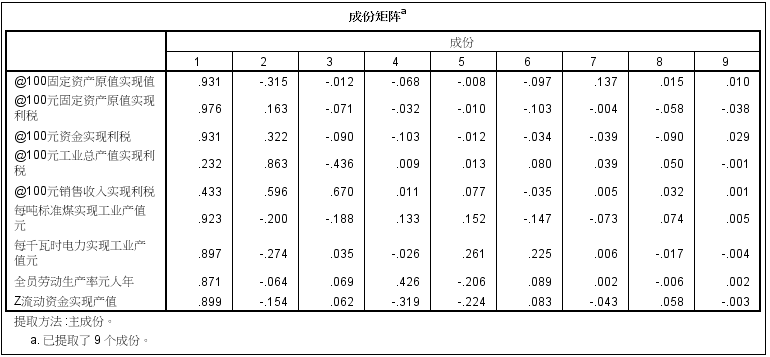 成份矩阵a
成份
1 2 3 4 5 6 7 8 9
@100固定资产原值实现值 .931 -.315 -.012 -.068 -.008 -.097 .137 .015 .010
@100元固定资产原值实现利税 .976 .163 -.071 -.032 -.010 -.103 -.004 -.058 -.038
@100元资金实现利税 .931 .322 -.090 -.103 -.012 -.034 -.039 -.090 .029
@100元工业总产值实现利税 .232 .863 -.436 .009 .013 .080 .039 .050 -.001
@100元销售收入实现利税 .433 .596 .670 .011 .077 -.035 .005 .032 .001
每吨标准煤实现工业产值元 .923 -.200 -.188 .133 .152 -.147 -.073 .074 .005
每千瓦时电力实现工业产值元 .897 -.274 .035 -.026 .261 .225 .006 -.017 -.004
全员劳动生产率元人年 .871 -.064 .069 .426 -.206 .089 .002 -.006 .002
Z流动资金实现产值 .899 -.154 .062 -.319 -.224 .083 -.043 .058 -.003
提取方法 :主成份。
a. 已提取了 9 个成份。